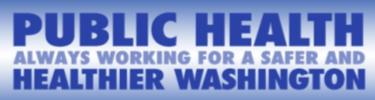 PUBLIC HEALTH
ALWAYS WORKING FOR A SAFER AND
HEALTHIER WASHINGTON